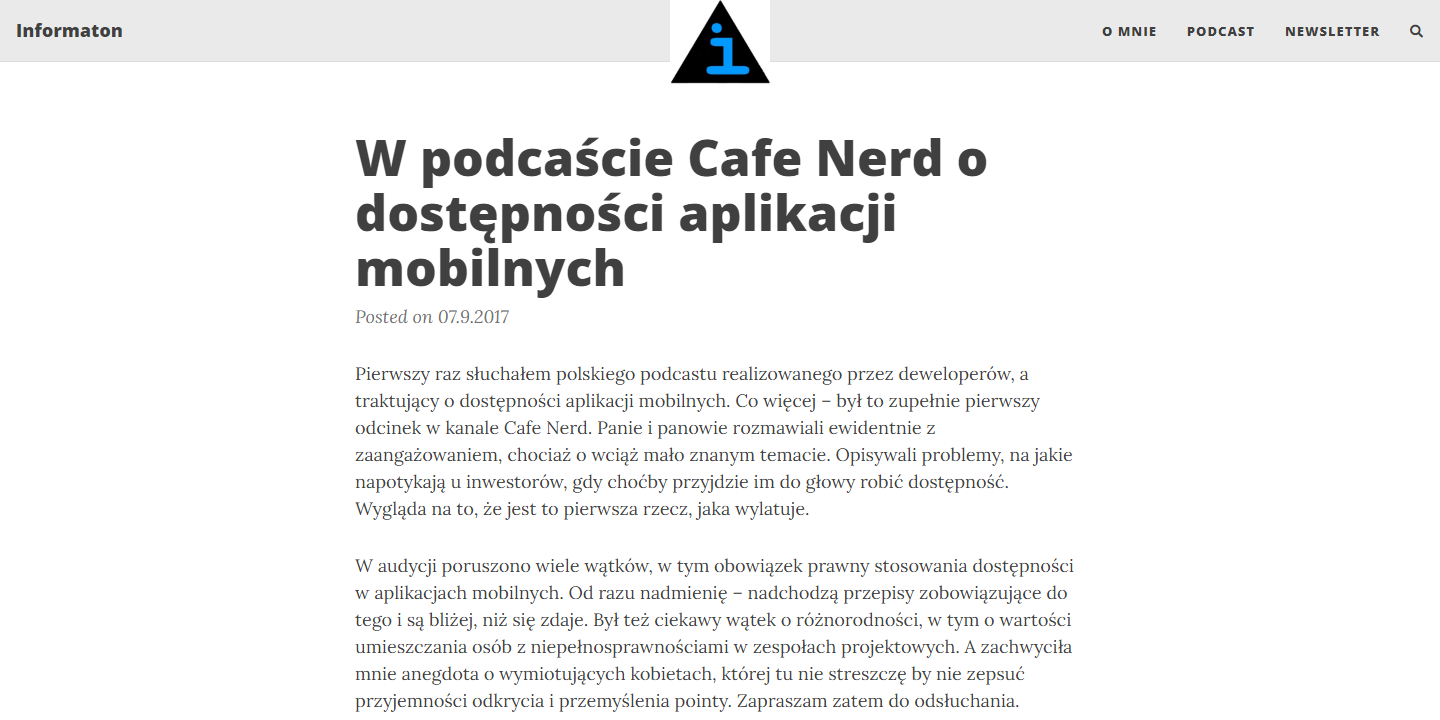 Informaton
i
O MNIE
PODCAST
NEWSLETTER
W podcaście Cafe Nerd o
dostępności aplikacji
mobilnych
Posted on 07.9.2017
Pierwszy raz słuchałem polskiego podcastu realizowanego przez deweloperów, a
traktujący o dostępności aplikacji mobilnych. Co więcej – był to zupełnie pierwszy
odcinek w kanale Cafe Nerd. Panie i panowie rozmawiali ewidentnie z
zaangażowaniem, chociaż o wciąż mało znanym temacie. Opisywali problemy, na jakie
napotykają u inwestorów, gdy choćby przyjdzie im do głowy robić dostępność.
Wygląda na to, że jest to pierwsza rzecz, jaka wylatuje.
W audycji poruszono wiele wątków, w tym obowiązek prawny stosowania dostępności
w aplikacjach mobilnych. Od razu nadmienię – nadchodzą przepisy zobowiązujące do
tego i są bliżej, niż się zdaje. Był też ciekawy wątek o różnorodności, w tym o wartości
umieszczania osób z niepełnosprawnościami w zespołach projektowych. A zachwyciła
mnie anegdota o wymiotujących kobietach, której tu nie streszczę by nie zepsuć
przyjemności odkrycia i przemyślenia pointy. Zapraszam zatem do odsłuchania.